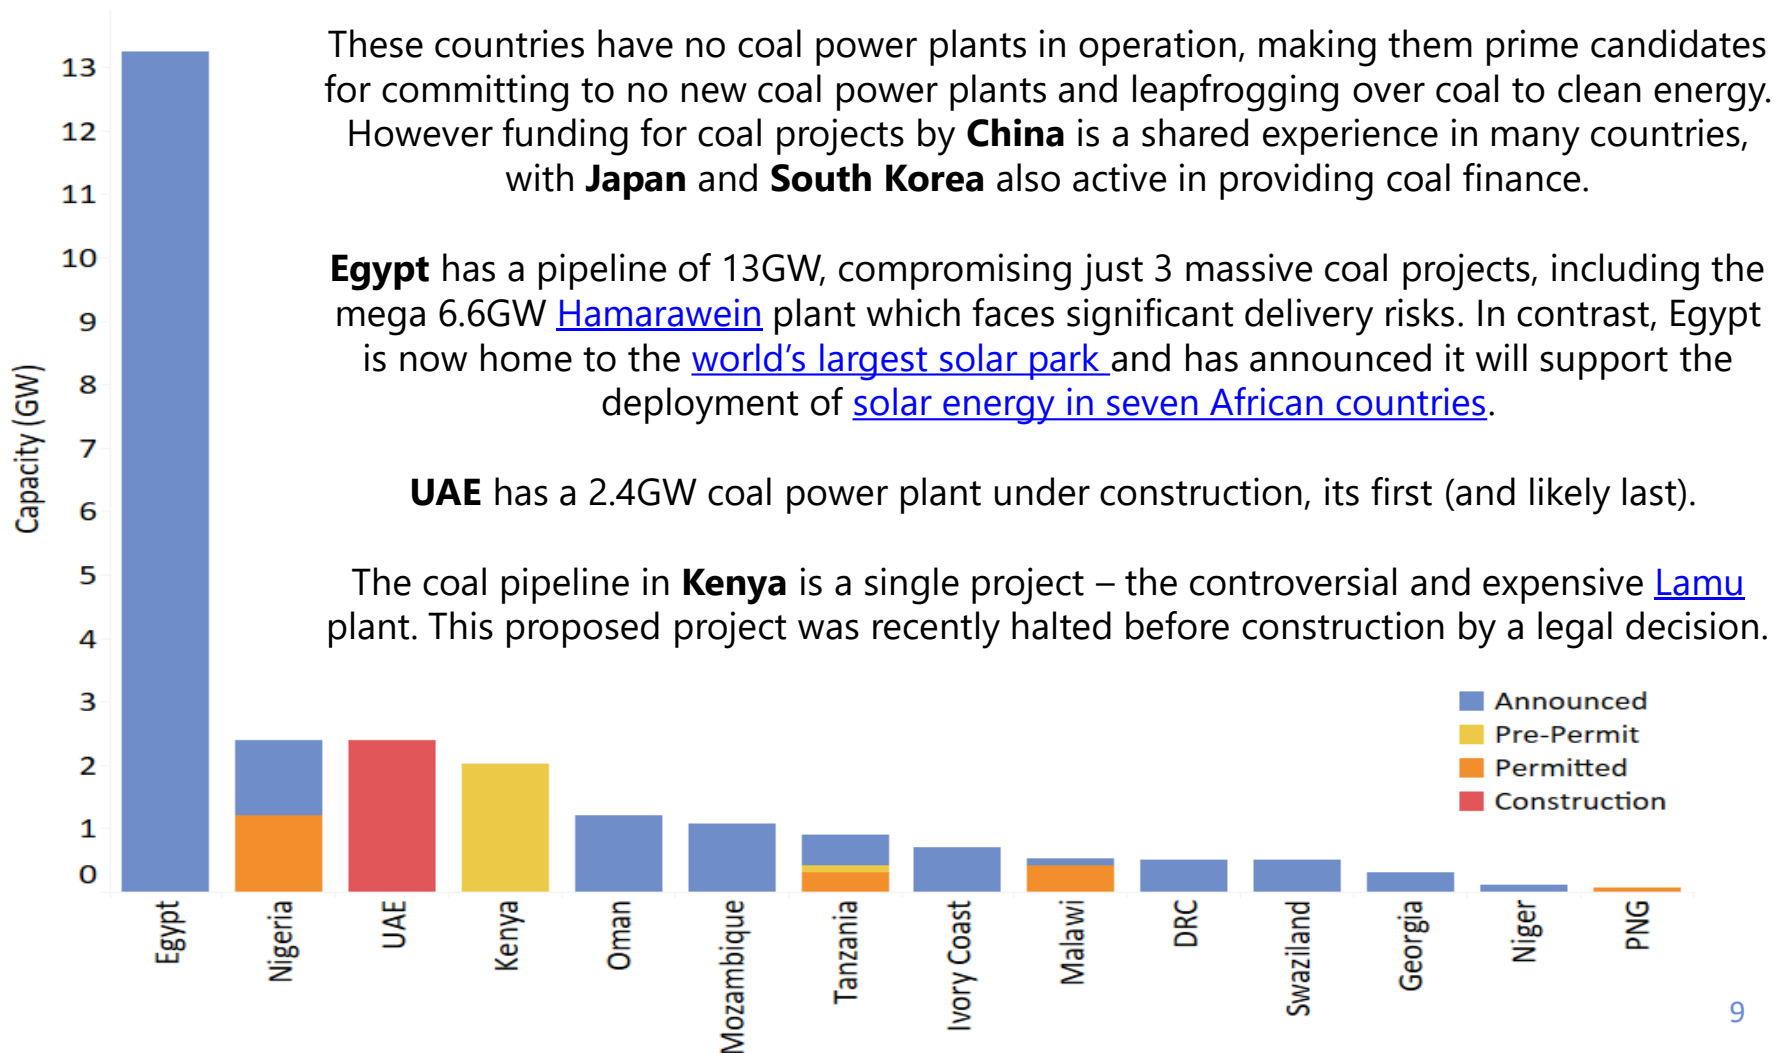 These countries have no coal power plants in operation, making them prime candidates
for committing to no new coal power plants and leapfrogging over coal to clean energy.
However funding for coal projects by China is a shared experience in many countries,
with Japan and South Korea also active in providing coal finance.
Egypt has a pipeline of 13GW, compromising just 3 massive coal projects, including the
mega 6.6GW Hamarawein plant which faces significant delivery risks. In contrast, Egypt
is now home to the world's largest solar park and has announced it will support the
deployment of solar energy in seven African countries.
UAE has a 2.4GW coal power plant under construction, its first (and likely last).
The coal pipeline in Kenya is a single project – the controversial and expensive Lamu
plant. This proposed project was recently halted before construction by a legal decision.
Capacity (GW)
13
12
11
10
9
8
7
6
5
4
3
2
1
0
Announced
Pre-Permit
Permitted
Construction
Egypt
Nigeria
UAE
Kenya
Oman
Mozambique
Tanzania
Ivory Coast
Malawi
DRC
Swaziland
Georgia
Niger
PNG
9